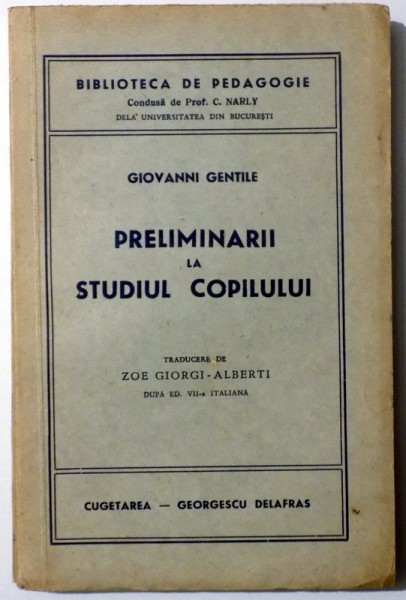 BIBLIOTECA DE PEDAGOGIE
Condusă de Prof. C. NARLY
DELA UNIVERSITATEA DIN BUCUREȘTI
GIOVANNI GENTILE
PRELIMINARII
LA
STUDIUL COPILULUI
TRADUCERE DE
ZOE GIORGI-ALBERTI
DUPĂ ED. VII-a ITALIANĂ
CUGETAREA — GEORGESCU DELAFRAS